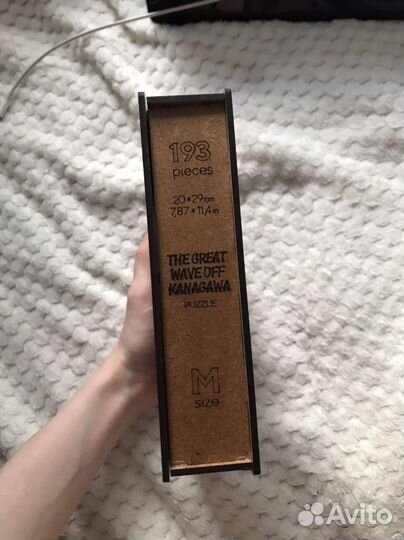 193
pieces
20×29cm
7,87×11,4in
THE GREAT
WAVE OFF
KANAGAWA
PUZZLE
M
size
Avito